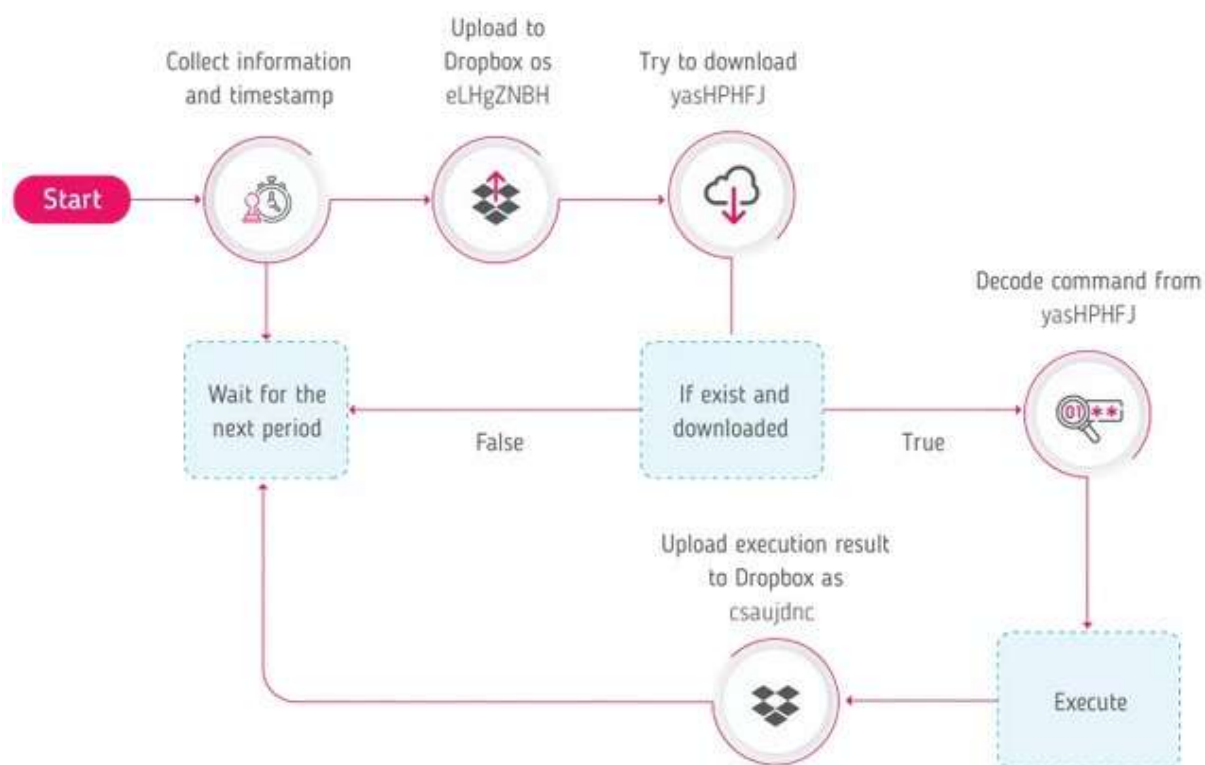 Upload to
Dropbox os
eLHgZNBH
Collect information
and timestamp
Try to download
yasHPHFJ
Start
Decode command from
yasHPHFJ
01 **
Wait for the
next period
If exist and
downloaded
False
True
Upload execution result
to Dropbox as
csaujdnc
Execute